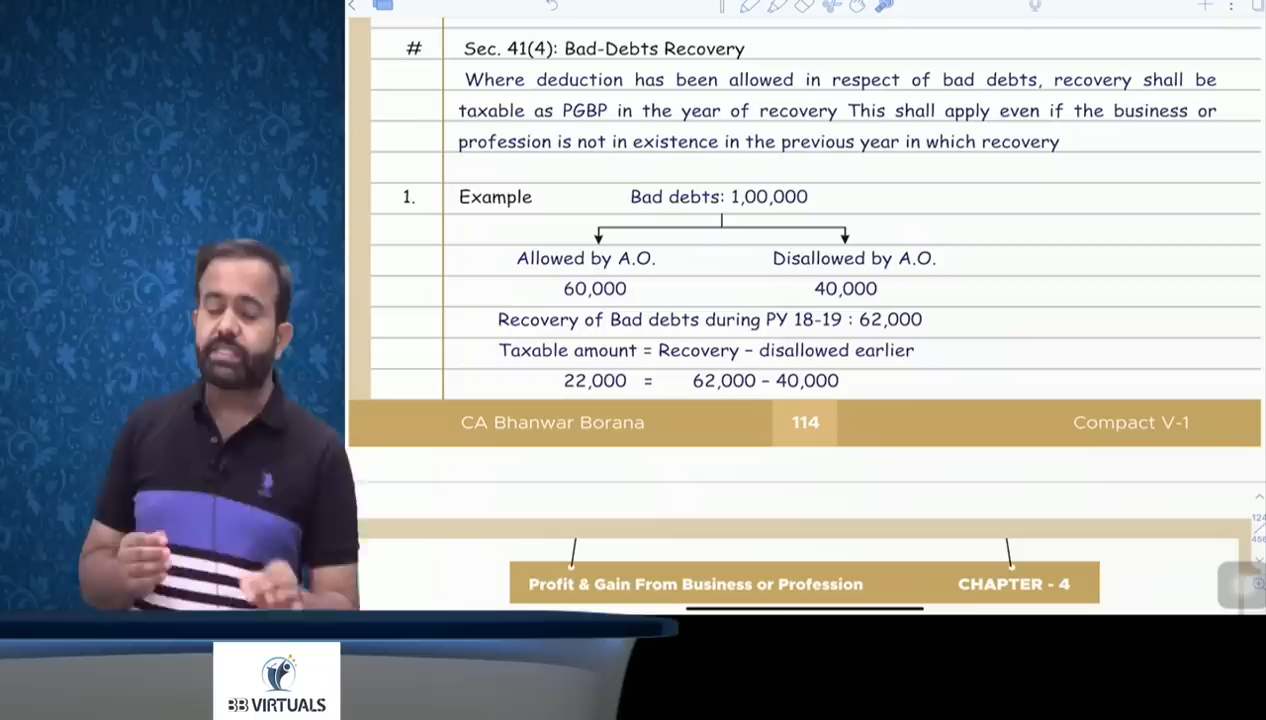 # Sec. 41(4): Bad-Debts Recovery
Where deduction has been allowed in respect of bad debts, recovery shall be
taxable as PGBP in the year of recovery This shall apply even if the business or
profession is not in existence in the previous year in which recovery
1. Example Bad debts: 1,00,000
Allowed by A.O. Disallowed by A.O.
60,000 40,000
Recovery of Bad debts during PY 18-19 : 62,000
Taxable amount = Recovery – disallowed earlier
22,000 = 62,000 – 40,000
CA Bhanwar Borana 114 Compact V-1
Profit & Gain From Business or Profession CHAPTER - 4
BB VIRTUALS